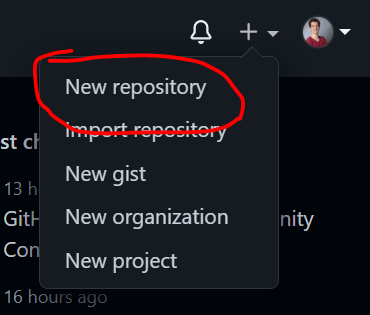 New repository
Import repository
st ch
New gist
13 h
New organization
GitH
nity
Con
New project
16 hours ago